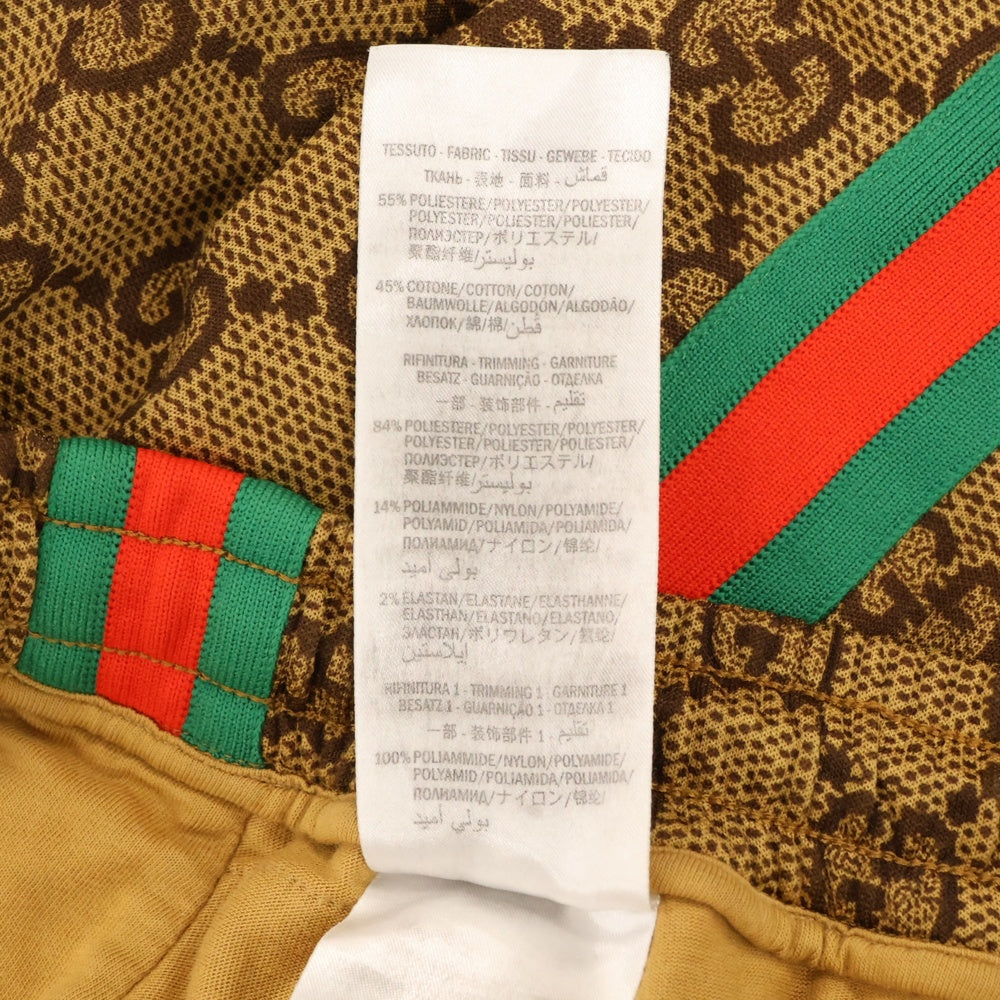 TESSUTO - FABRIC - TISSU - GEWEBE - TECIDO
ТКАНЬ - 表地 - 面料 - قماش
55% POLIESTERE/POLYESTER/POLYESTER/
POLYESTER/POLIESTER/POLIESTER/
ПОЛИЭСТЕР/ポリエステル/
聚酯纤维/بوليستر
45% COTONE/COTTON/COTON/
BAUMWOLLE/ALGODÓN/ALGODÃO/
ХЛОПОК/綿/棉/قطن
RIFINITURA - TRIMMING - GARNITURE
BESATZ - GUARNIÇÃO - ОТДЕЛКА
一部 - 装饰部件 - تقليم
84% POLIESTERE/POLYESTER/POLYESTER/
POLYESTER/POLIESTER/POLIESTER/
ПОЛИЭСТЕР/ポリエステル/
聚酯纤维/بوليستر
14% POLIAMMIDE/NYLON/POLYAMIDE/
POLYAMID/POLIAMIDA/POLIAMIDA/
ПОЛИАМИД/ナイロン/锦纶/
بولي أميد
2% ELASTAN/ELASTANE/ELASTHANNE/
ELASTHAN/ELASTANO/ELASTANO/
ЭЛАСТАН/ポリウレタン/氨纶/
إيلاستين
RIFINITURA 1 - TRIMMING 1 - GARNITURE 1
BESATZ 1 - GUARNIÇÃO 1 - ОТДЕЛКА 1
一部 - 装饰部件 1 - تقليم
100% POLIAMMIDE/NYLON/POLYAMIDE/
POLYAMID/POLIAMIDA/POLIAMIDA/
ПОЛИАМИД/ナイロン/锦纶/
بولي أميد